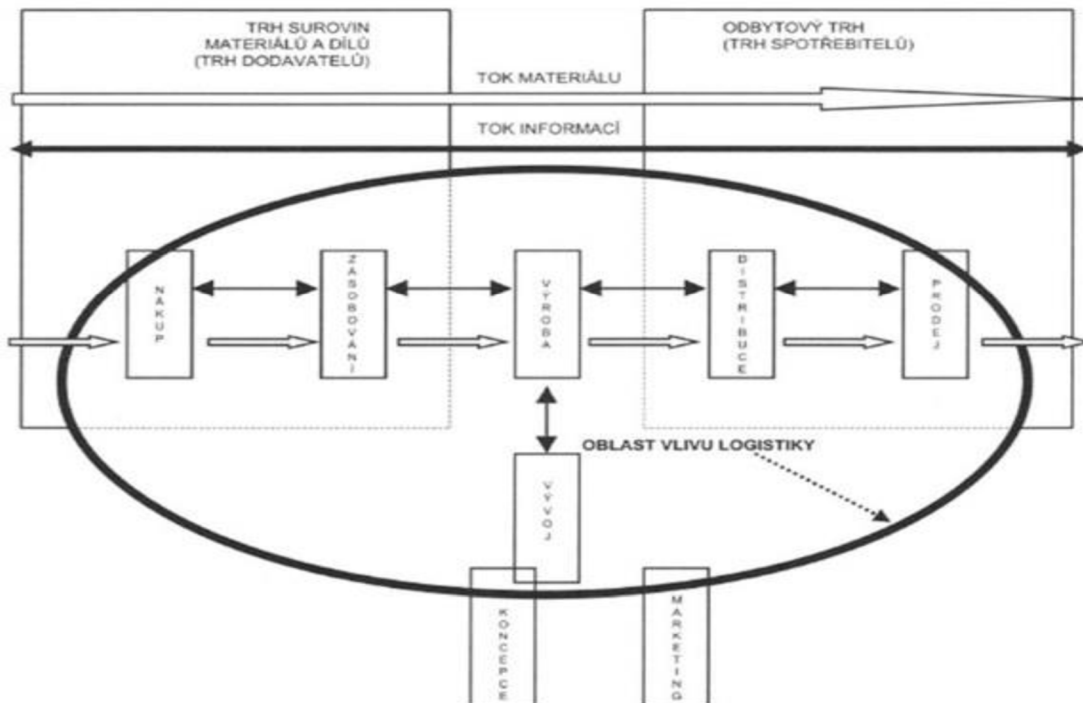 TRH SUROVIN
MATERIÁLŮ A DÍLŮ
(TRH DODAVATELŮ)
ODBYTOVÝ TRH
(TRH SPOTŘEBITELŮ)
TOK MATERIÁLU
TOK INFORMACÍ
NÁKUP
ZÁSOBOVÁNÍ
VÝROBA
DISTRIBUCE
PRODEJ
OBLAST VLIVU LOGISTIKY
VÝVOJ
KONCEPCE
MARKETING